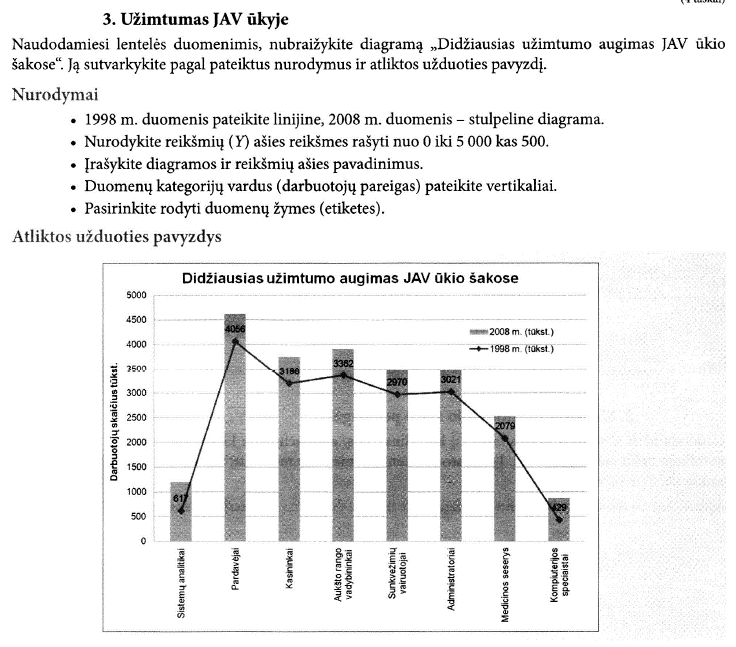 3. Užimtumas JAV ūkyje
Naudodamiesi lentelės duomenimis, nubraižykite diagramą „Didžiausias užimtumo augimas JAV ūkio
šakose“. Ją sutvarkykite pagal pateiktus nurodymus ir atliktos užduoties pavyzdį.
Nurodymai
• 1998 m. duomenis pateikite linijine, 2008 m. duomenis – stulpeline diagrama.
• Nurodykite reikšmių (Y) ašies reikšmes rašyti nuo 0 iki 5 000 kas 500.
• Įrašykite diagramos ir reikšmių ašies pavadinimus.
• Duomenų kategorijų vardus (darbuotojų pareigas) pateikite vertikaliai.
• Pasirinkite rodyti duomenų žymes (etiketes).
Atliktos užduoties pavyzdys
Didžiausias užimtumo augimas JAV ūkio šakose
Darbuotojų skaičius tūkst.
5000
4500
4000
3500
3000
2500
2000
1500
1000
500
0
2008 m. (tūkst.)
1998 m. (tūkst.)
617
4056
3198
3362
2970
3021
2079
429
Sistemų analitikai
Pardavėjai
Kasininkai
Aukšto rango
vadybininkai
Sunkvežimių
vairuotojai
Administratoriai
Medicinos seserys
Kompiuterijos
specialistai